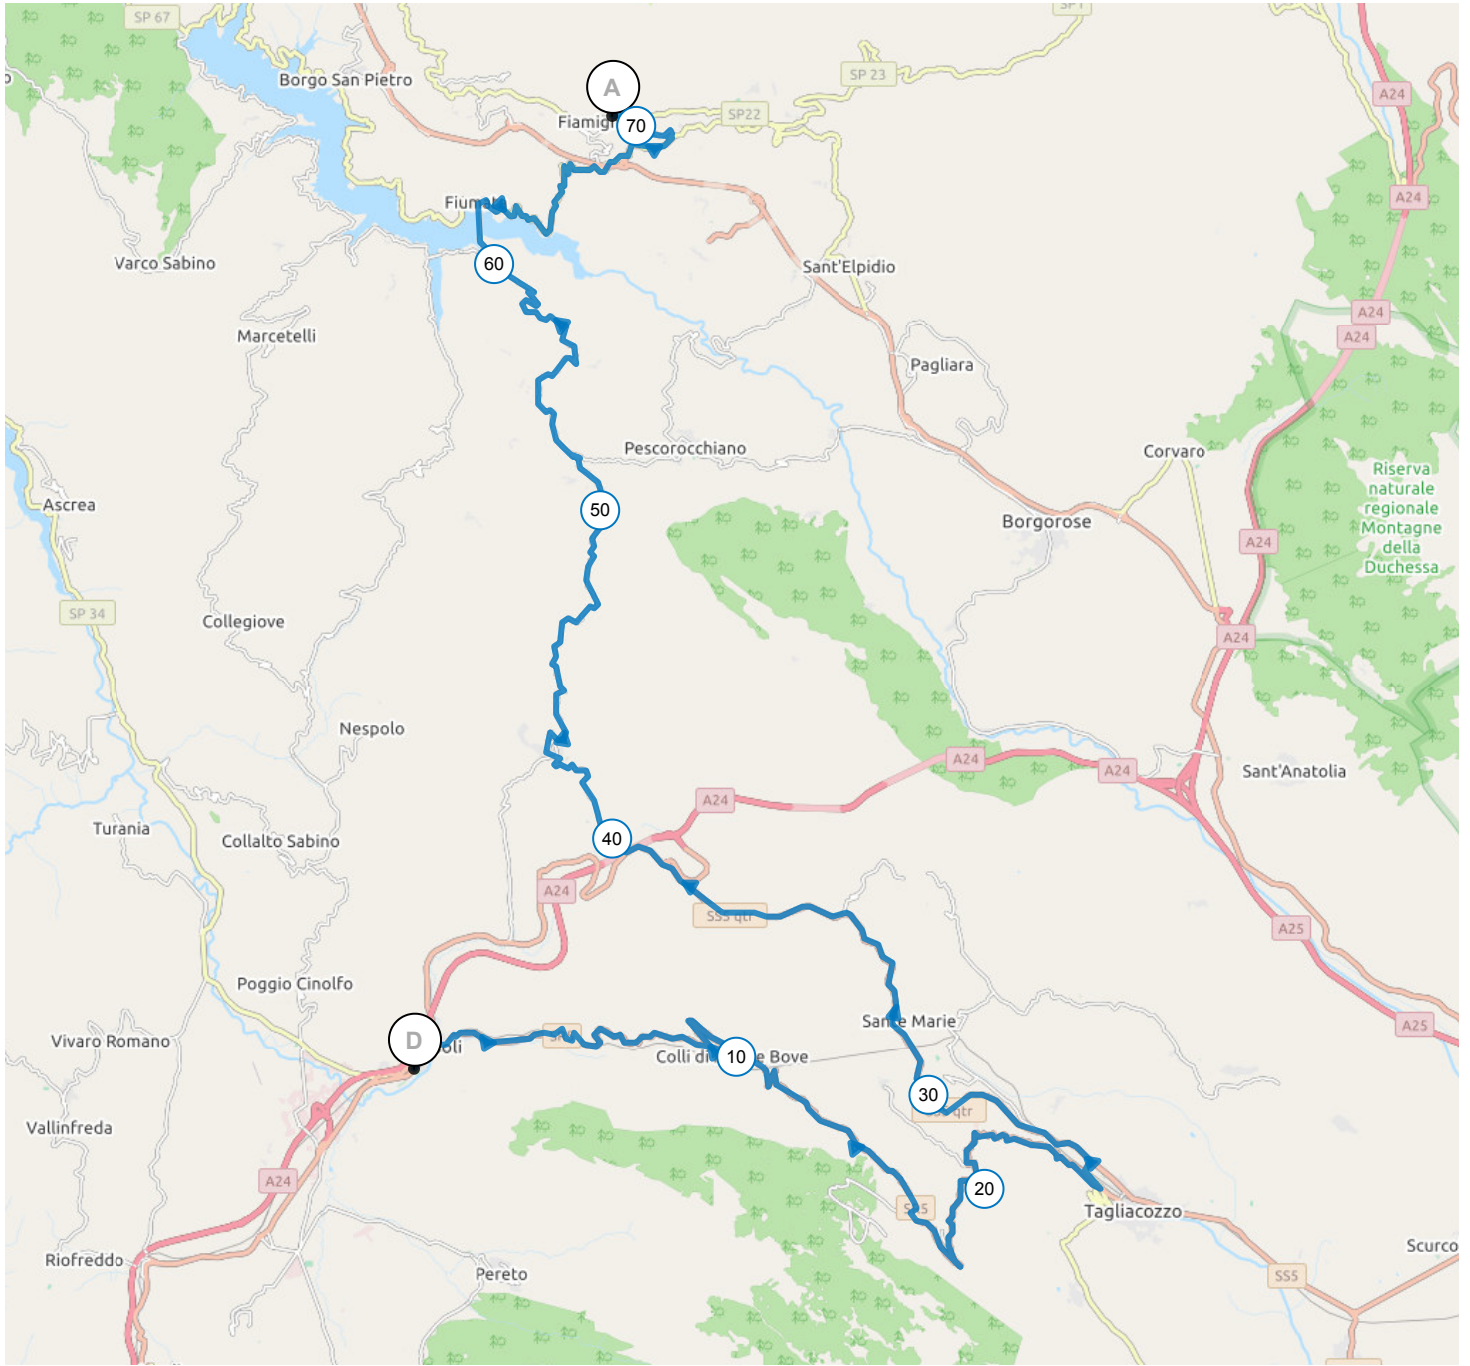 SP 67
SP1
Borgo San Pietro
A
SP 23
A24
Fiamig
70
SP22
A24
Fiumat
Varco Sabino
60
Sant'Elpidio
A24
Marcetelli
A24
Pagliara
Pescorocchiano
Corvaro
Riserva
naturale
regionale
Montagne
della
Duchessa
Ascrea
50
Borgorose
A24
SP 34
Collegiove
A24
Nespolo
A24
A24
Sant'Anatolia
A24
Turania
Collalto Sabino
40
A24
SS5 qtr
A25
Poggio Cinolfo
Vivaro Romano
D
oli
Sante Marie
A25
Colli di
10
e Bove
30
qtr
Vallinfreda
A24
20
SS5
Tagliacozzo
Riofreddo
Pereto
SS5
Scurco